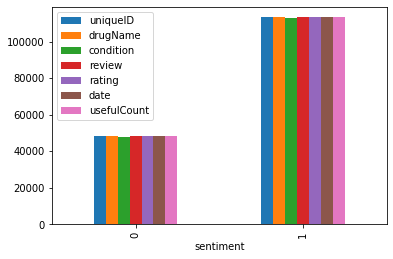 uniqueID
drugName
condition
review
rating
date
usefulCount
100000
80000
60000
40000
20000
0
0
1
sentiment